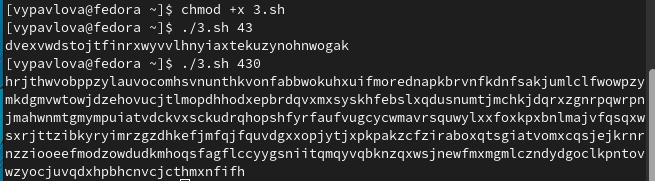 [vypavlova@fedora ~]$ chmod +x 3.sh
[vypavlova@fedora ~]$ ./3.sh 43
dvexvwdstojtfinrxwyvvlhnyiaxtekuzynohnwogak
[vypavlova@fedora ~]$ ./3.sh 430
hrjthwvobppzylauvocomhsvnunthkvonfabbwokuhxuifmorednapkbrvnfkdnfsakjumlclfwowpzy
mkdgmvwtowjdzehovucjtlmopdhhodxepbrdqvxmxsyskhfebslxqdusnumtjmchkjdqrxzgnrpqwrpn
jmahwnmtgmympuiatvdckvxsckudrqhopshfyrfaufvugcycwmavrsquwylxxfoxkpxbnlmajvfqsqxw
sxrjttzibkyryimrzgzdhkefjmfqjfquvdgxxopjytjxpkpakzcfziraboxqtsgiatvomxcqsjejkrnr
nzziooeefmodzowdudkmhoqsfagflccyygsniitqmqyvqbknzqxwsjnewfmxmgmlczndydgoclkpntov
wzyocjuvqdxhpbhcnvcjcthmxnfifh